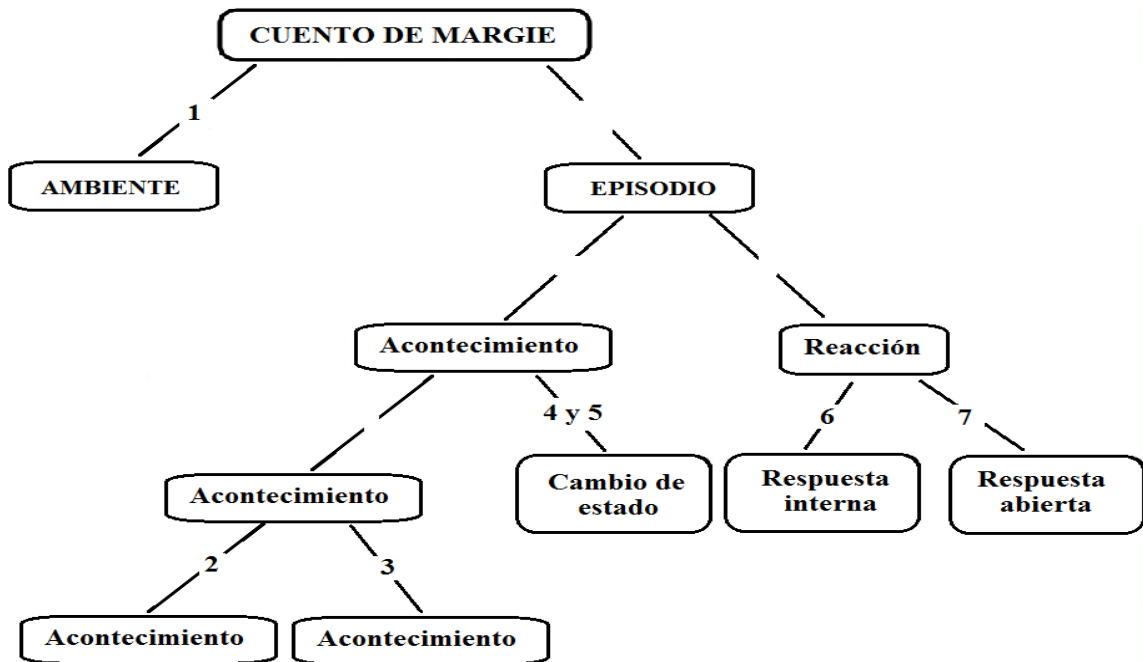 CUENTO DE MARGIE
1
AMBIENTE
EPISODIO
Acontecimiento
Reacción
4 y 5
6
7
Acontecimiento
Cambio de
estado
Respuesta
interna
Respuesta
abierta
2
3
Acontecimiento
Acontecimiento